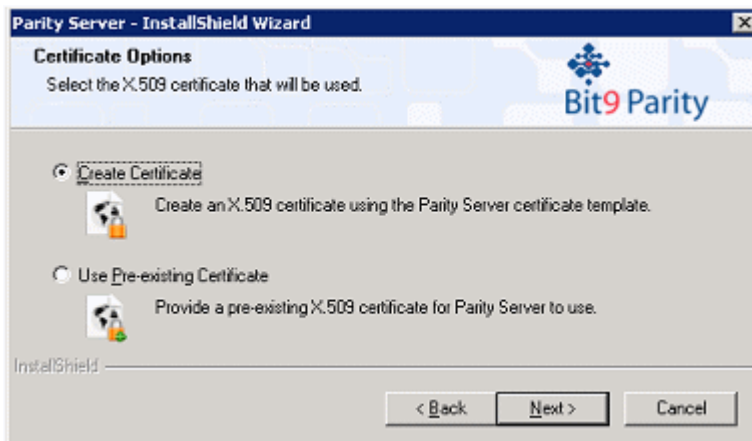 Parity Server - InstallShield Wizard
Certificate Options
Select the X.509 certificate that will be used.
Bit9 Parity
Create Certificate
Create an X.509 certificate using the Parity Server certificate template.
Use Pre-existing Certificate
Provide a pre-existing X.509 certificate for Parity Server to use.
InstallShield
< Back
Next >
Cancel